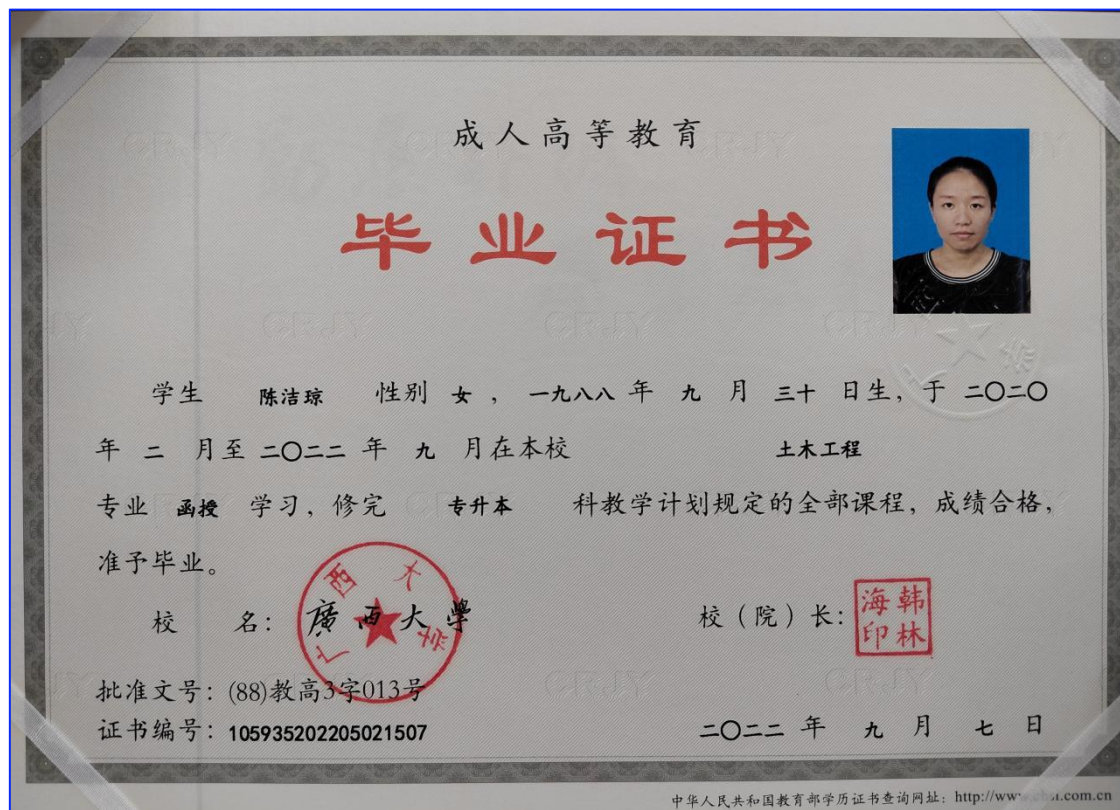 成人高等教育
毕业证书
学生 陈洁琼 性别 女 ， 一九八八 年 九 月 三十 日生，于 二〇二〇
年 二 月至 二〇二二 年 九 月在本校 土木工程
专业 函授 学习，修完 专升本 科教学计划规定的全部课程，成绩合格，
准予毕业。
校 名：廣西大學
广西大学
校（院）长：
韩林海印
批准文号：(88)教高3字013号
证书编号：105935202205021507
二〇二二 年 九 月 七 日
中华人民共和国教育部学历证书查询网址：http://www.chsi.com.cn
CRJY